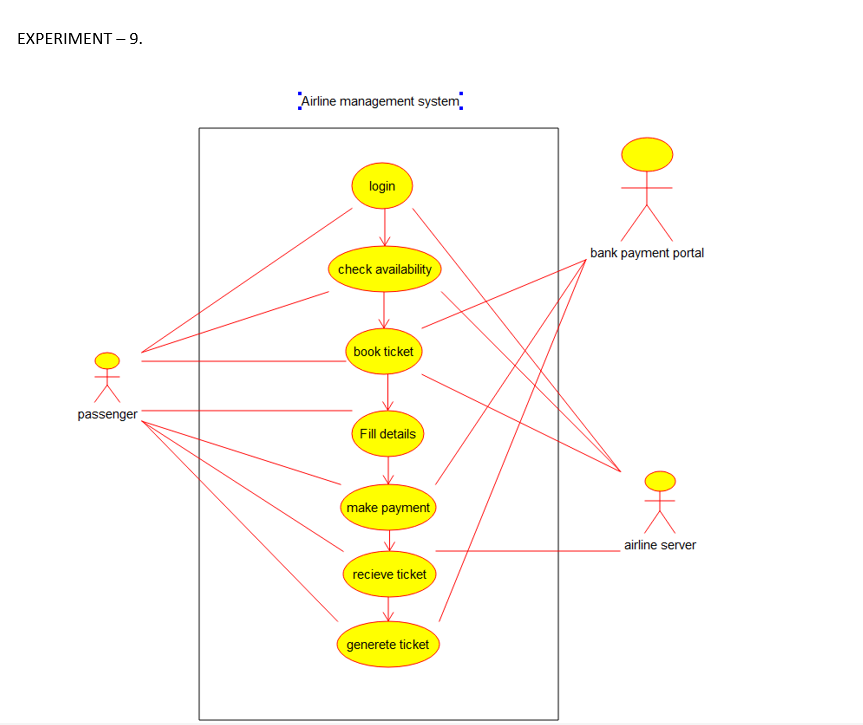 EXPERIMENT – 9.
Airline management system
login
bank payment portal
check availability
book ticket
passenger
Fill details
make payment
airline server
recieve ticket
generete ticket